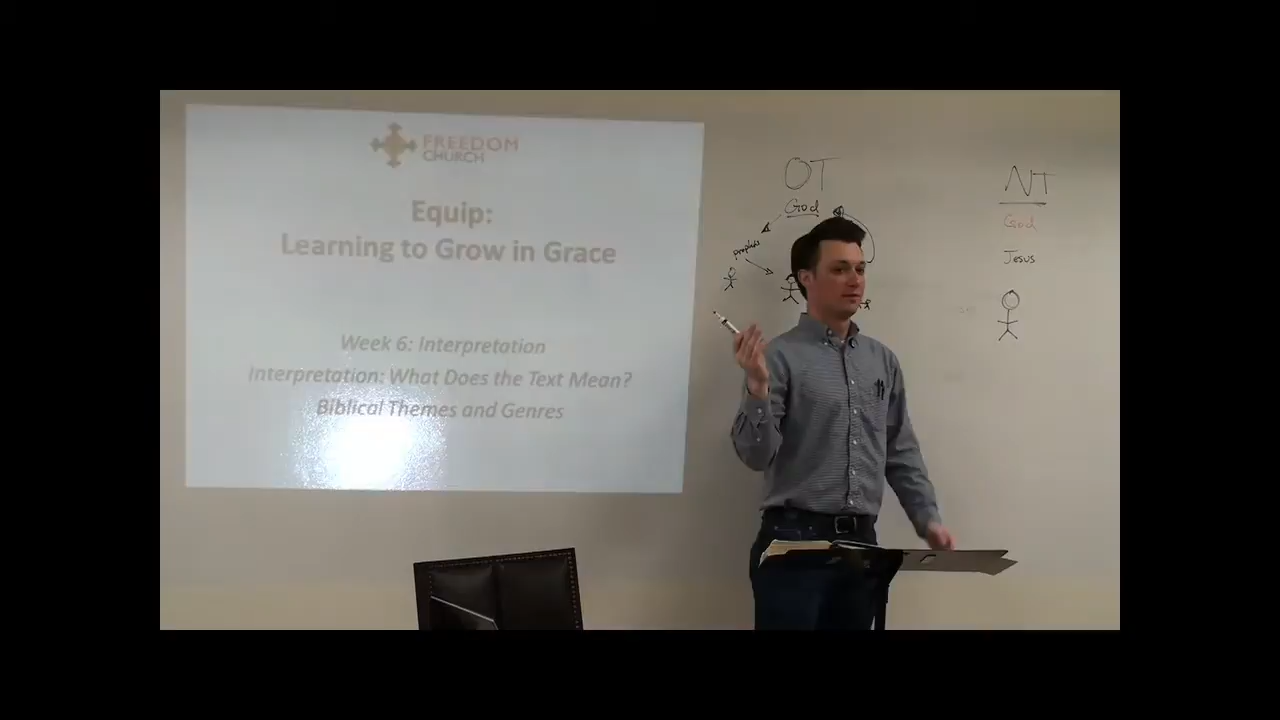 FREEDOM
CHURCH
Equip:
Learning to Grow in Grace
Week 6: Interpretation
Interpretation: What Does the Text Mean?
Biblical Themes and Genres
OT
God
prophets
NT
God
Jesus